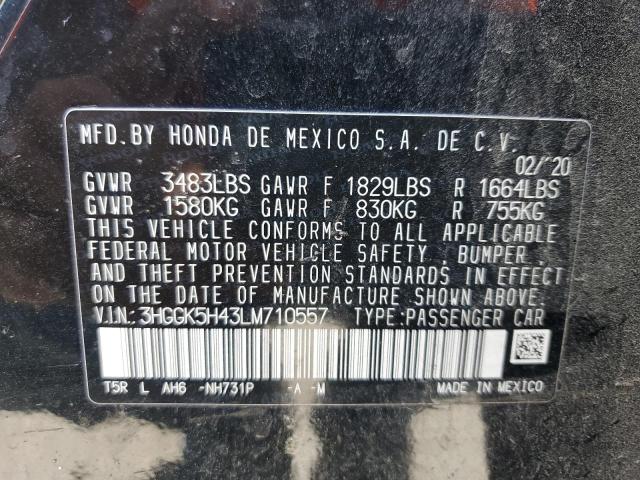 MFD.BY HONDA DE MEXICO S.A. DE C.V.
02/'20
GVWR 3483LBS GAWR F 1829LBS R 1664LBS
GVWR 1580KG GAWR F 830KG R 755KG
THIS VEHICLE CONFORMS TO ALL APPLICABLE
FEDERAL MOTOR VEHICLE SAFETY , BUMPER ,
AND THEFT PREVENTION STANDARDS IN EFFECT
ON THE DATE OF MANUFACTURE SHOWN ABOVE.
V.I.N.:3HGGK5H43LM710557 TYPE:PASSENGER CAR
T5R L AH6 -NH731P -A -M MADE IN MEXICO